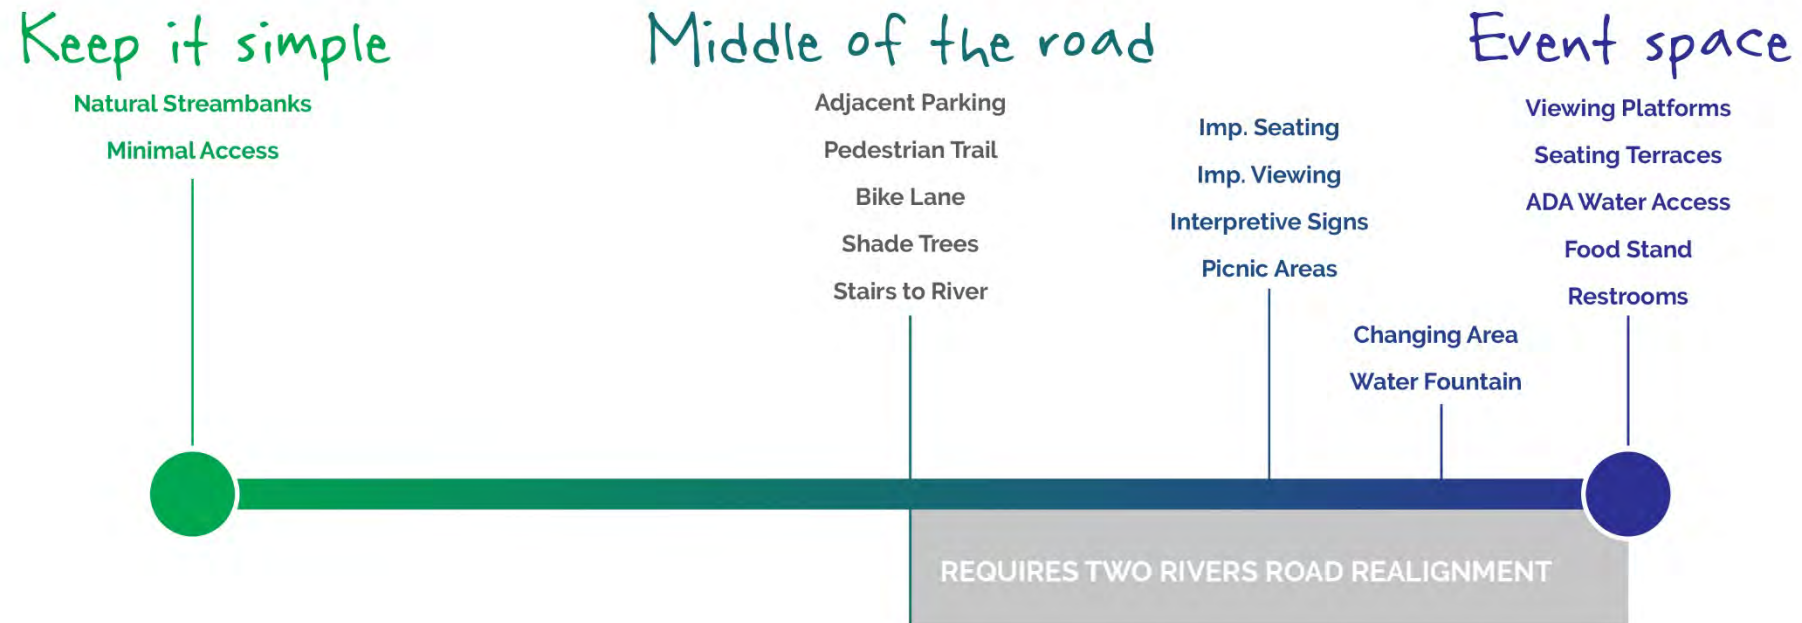 Keep it simple
Natural Streambanks
Minimal Access
Middle of the road
Adjacent Parking
Pedestrian Trail
Bike Lane
Shade Trees
Stairs to River
Imp. Seating
Imp. Viewing
Interpretive Signs
Picnic Areas
Changing Area
Water Fountain
Event space
Viewing Platforms
Seating Terraces
ADA Water Access
Food Stand
Restrooms
REQUIRES TWO RIVERS ROAD REALIGNMENT